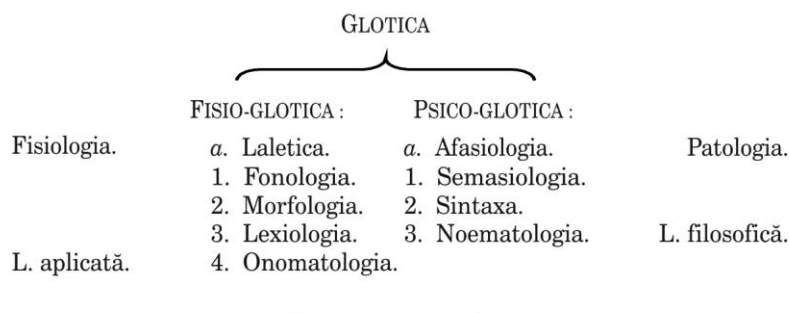 GLOTICA
FISIO-GLOTICA : PSICO-GLOTICA :
Fisiologia. a. Laletica. a. Afasiologia. Patologia.
1. Fonologia. 1. Semasiologia.
2. Morfologia. 2. Sintaxa.
3. Lexiologia. 3. Noematologia. L. filosofică.
L. aplicată. 4. Onomatologia.